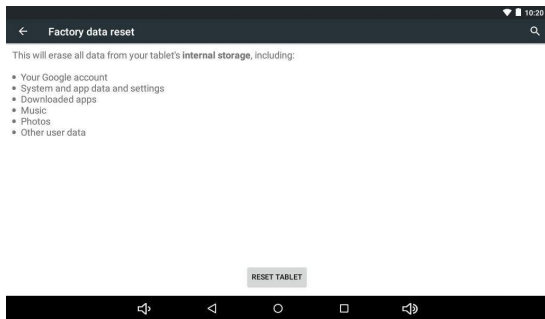 10:20
Factory data reset
This will erase all data from your tablet's internal storage, including:
• Your Google account
• System and app data and settings
• Downloaded apps
• Music
• Photos
• Other user data
RESET TABLET